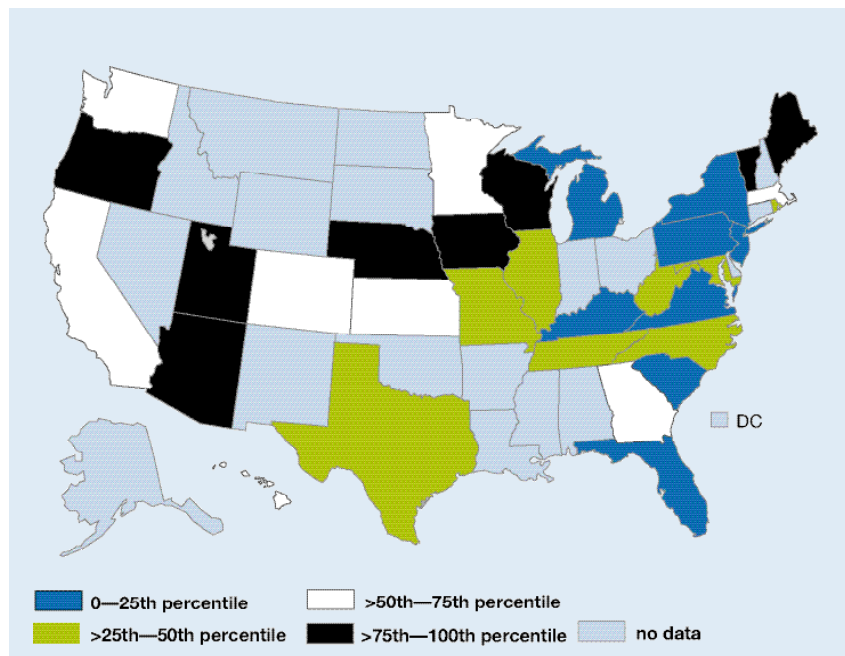 DC
0—25th percentile
>50th—75th percentile
>25th—50th percentile
>75th—100th percentile
no data